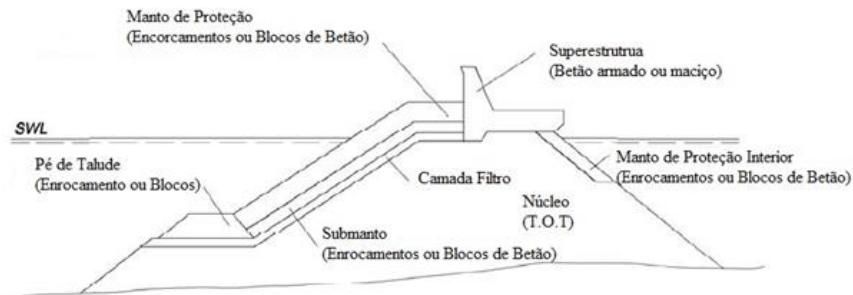 Manto de Proteção
(Encorcamentos ou Blocos de Betão)
Superestrutrua
(Betão armado ou maciço)
SWL
Pé de Talude
(Enrocamento ou Blocos)
Manto de Proteção Interior
(Enrocamentos ou Blocos de Betão)
Camada Filtro
Núcleo
(T.O.T)
Submanto
(Enrocamentos ou Blocos de Betão)